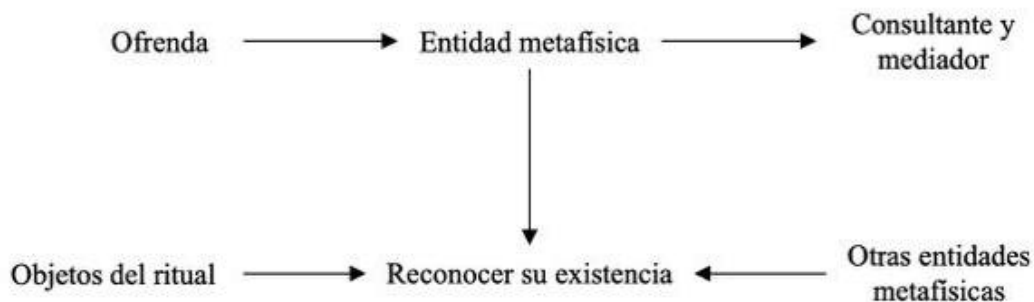 Ofrenda
Entidad metafísica
Consultante y
mediador
Objetos del ritual
Reconocer su existencia
Otras entidades
metafísicas